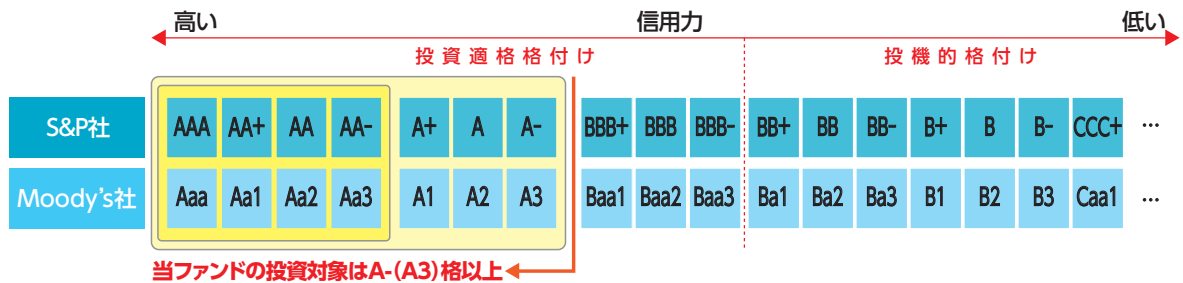 高い 信用力 低い
投資適格格付け 投機的格付け
S&P社 AAA AA+ AA AA- A+ A A- BBB+ BBB BBB- BB+ BB BB- B+ B B- CCC+ …
Moody's社 Aaa Aa1 Aa2 Aa3 A1 A2 A3 Baa1 Baa2 Baa3 Ba1 Ba2 Ba3 B1 B2 B3 Caa1 …
当ファンドの投資対象はA-(A3)格以上